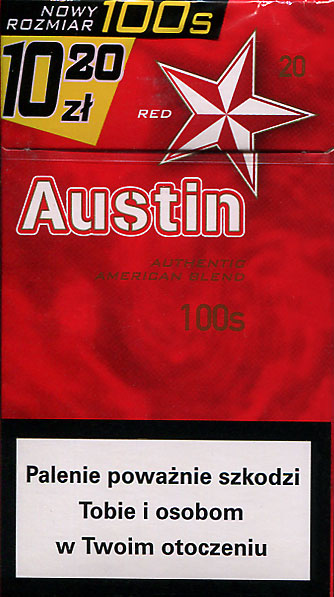 NOWY
ROZMIAR 100s
10 20
zł
20
RED
Austin
AUTHENTIC
AMERICAN BLEND
100s
Palenie poważnie szkodzi
Tobie i osobom
w Twoim otoczeniu